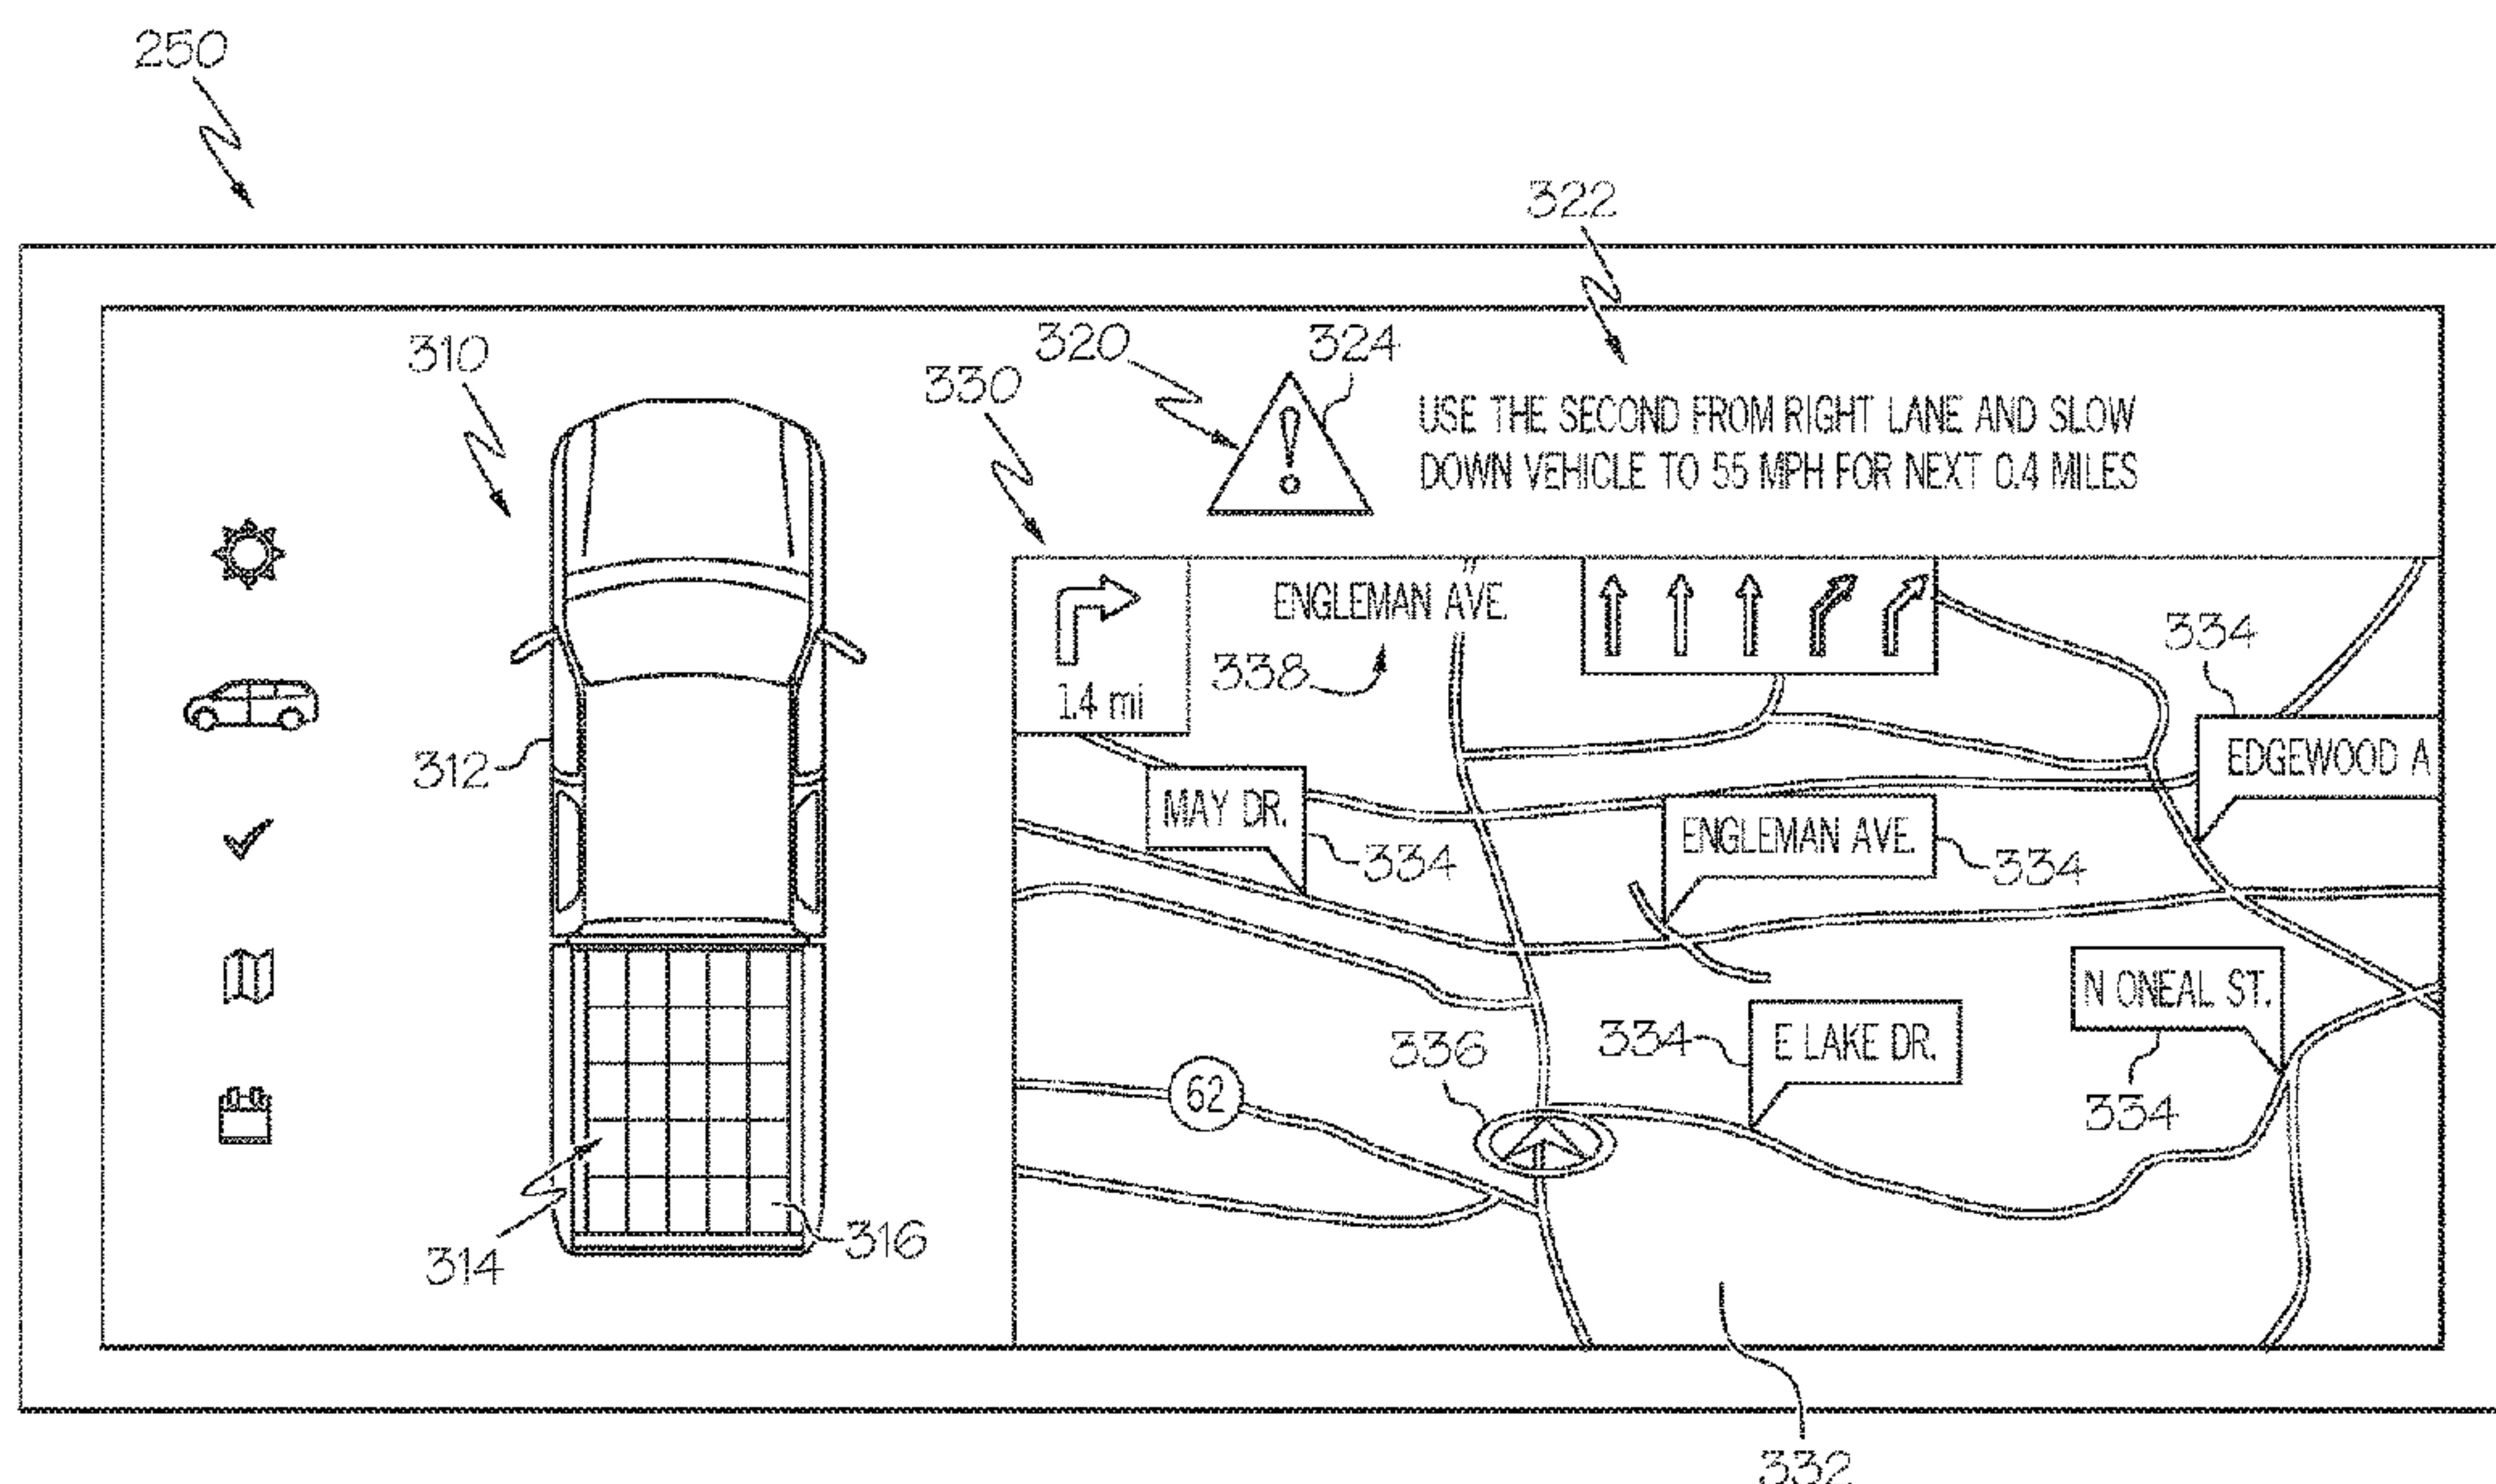 250
322
310
320
324
330
USE THE SECOND FROM RIGHT LANE AND SLOW
DOWN VEHICLE TO 55 MPH FOR NEXT 0.4 MILES
ENGLEMAN AVE.
338
1.4 mi
334
312
EDGEWOOD A
MAY DR.
334
ENGLEMAN AVE.
334
N ONEAL ST.
334
E LAKE DR.
336
334
62
314
316
332